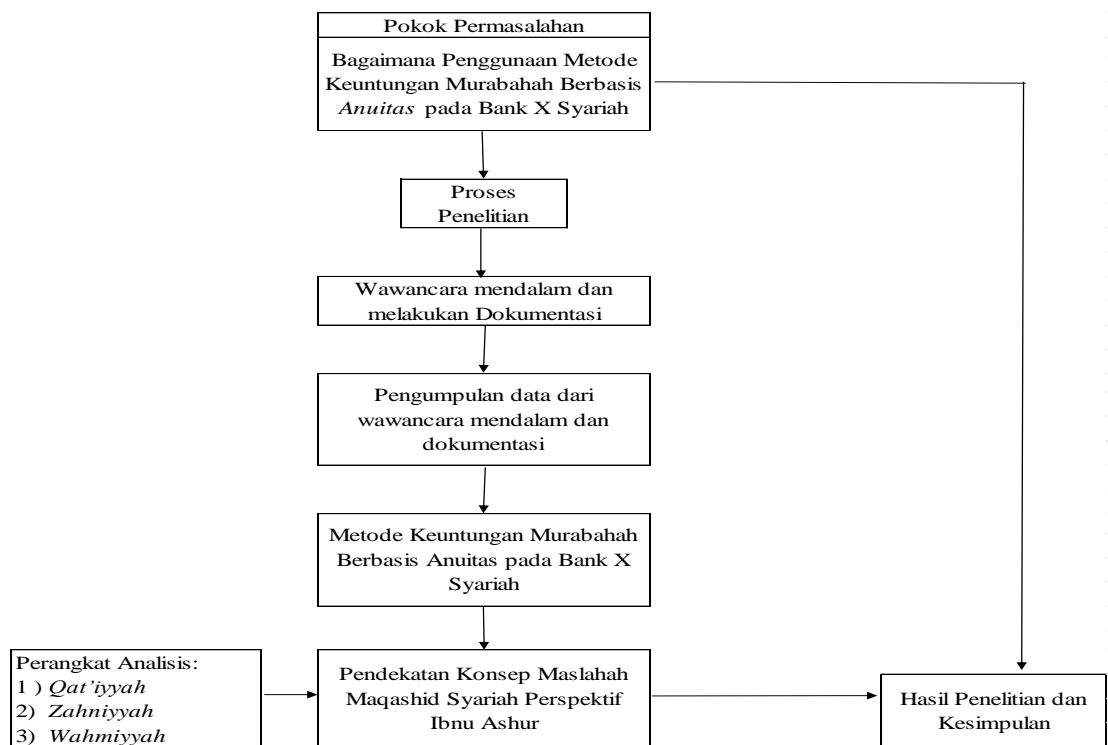 Pokok Permasalahan
Bagaimana Penggunaan Metode
Keuntungan Murabahah Berbasis
Anuitas pada Bank X Syariah
Proses
Penelitian
Wawancara mendalam dan
melakukan Dokumentasi
Pengumpulan data dari
wawancara mendalam dan
dokumentasi
Metode Keuntungan Murabahah
Berbasis Anuitas pada Bank X
Syariah
Perangkat Analisis:
1 ) Qat’iyyah
2) Zahniyyah
3) Wahmiyyah
Pendekatan Konsep Maslahah
Maqashid Syariah Perspektif
Ibnu Ashur
Hasil Penelitian dan
Kesimpulan